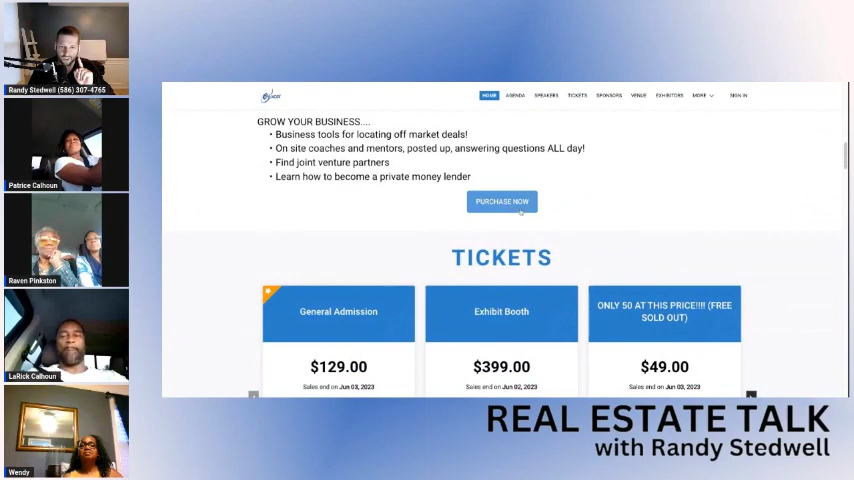 Randy Stedwell (586) 307-4765
Patrice Calhoun
Raven Pinkston
LaRick Calhoun
Wendy
HOME AGENDA SPEAKERS TICKETS SPONSORS VENUE EXHIBITORS MORE SIGN IN
GROW YOUR BUSINESS....
• Business tools for locating off market deals!
• On site coaches and mentors, posted up, answering questions ALL day!
• Find joint venture partners
• Learn how to become a private money lender
PURCHASE NOW
TICKETS
General Admission
$129.00
Sales end on Jun 03, 2023
Exhibit Booth
$399.00
Sales end on Jun 02, 2023
ONLY 50 AT THIS PRICE!!!! (FREE
SOLD OUT)
$49.00
Sales end on Jun 03, 2023
REAL ESTATE TALK
with Randy Stedwell